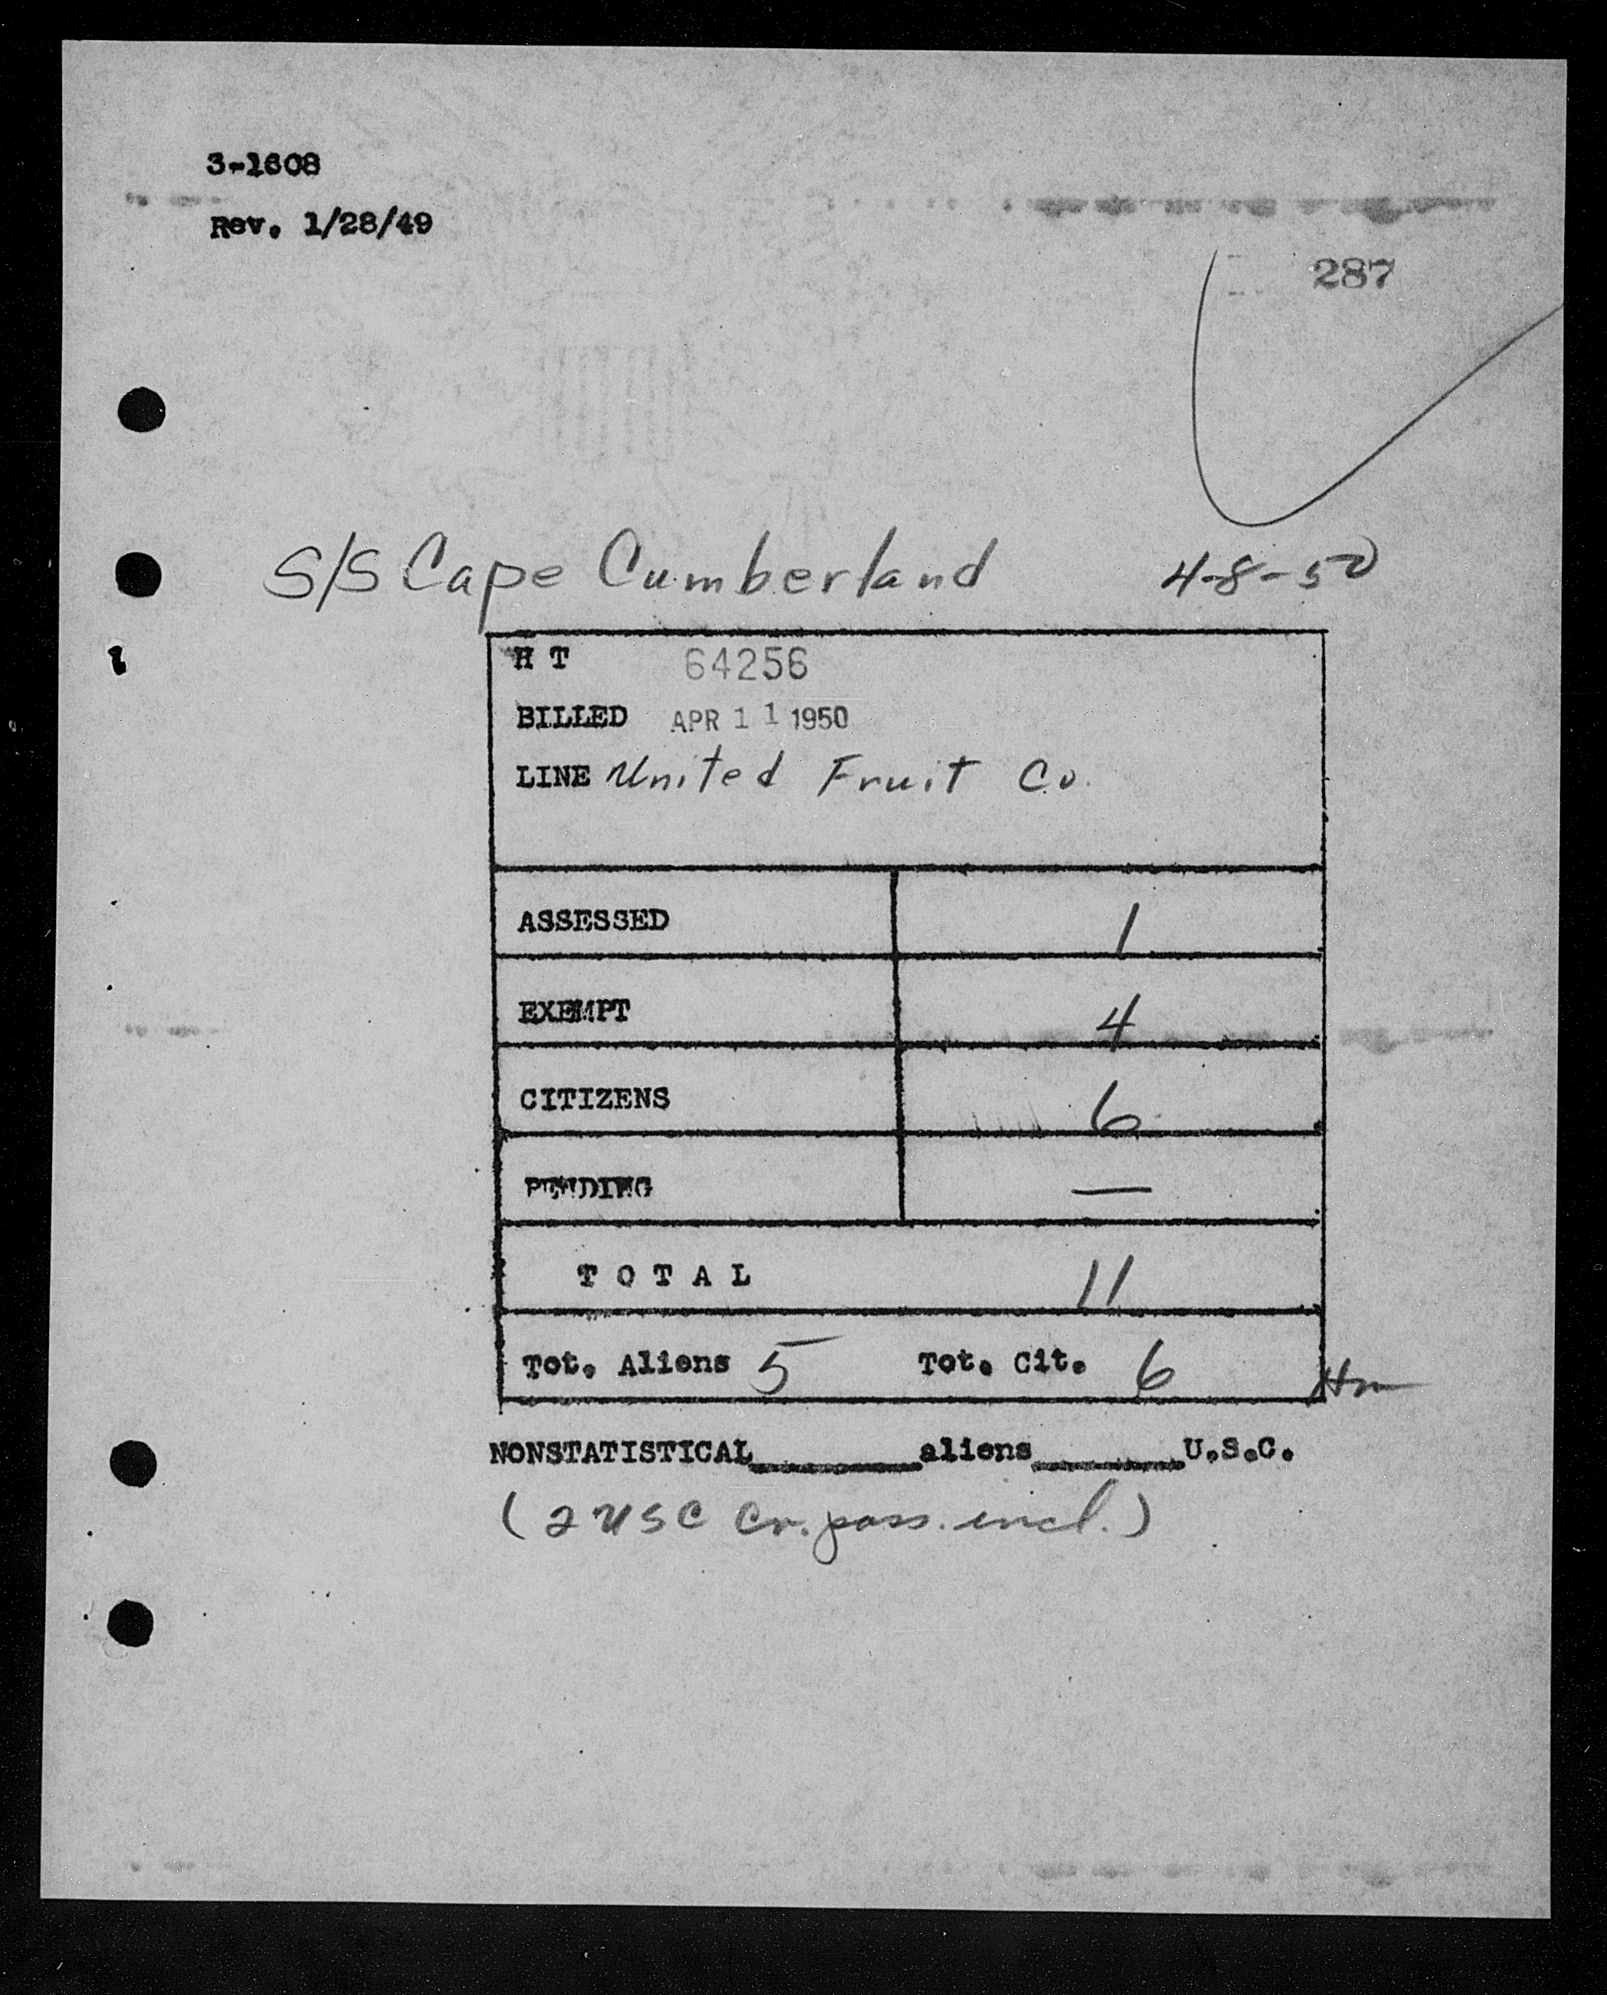 3-1608
Rev. 1/28/49
287
S/S Cape Cumberland 4-8-50
H T 64256
BILLED APR 11 1950
LINE United Fruit Co.
ASSESSED 1
EXEMPT 4
CITIZENS 6
PENDING —
TOTAL 11
Tot. Aliens 5 Tot. Cit. 6
NONSTATISTICAL________aliens________U.S.C.
(2 USC Cr. pass. incl.)